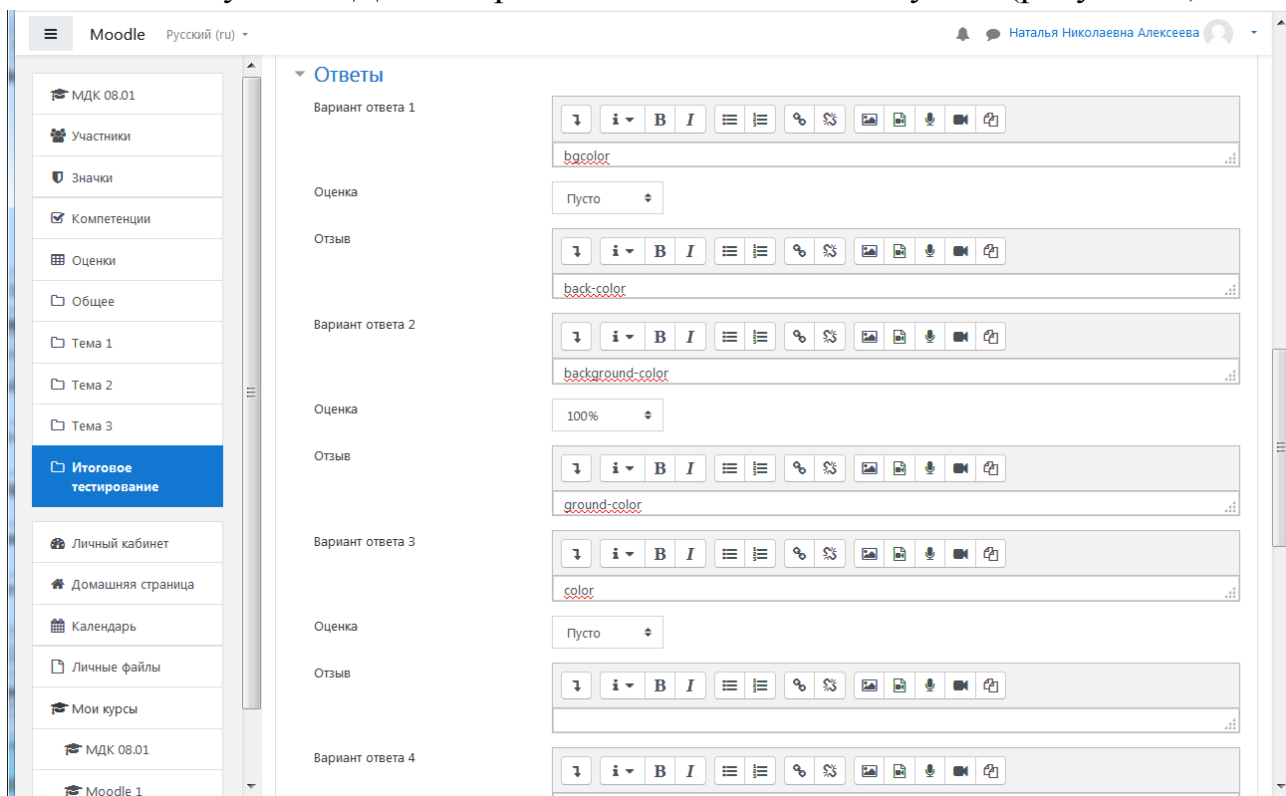 Moodle Русский (ru)
Наталья Николаевна Алексеева
МДК 08.01
Участники
Значки
Компетенции
Оценки
Общее
Тема 1
Тема 2
Тема 3
Итоговое
тестирование
Личный кабинет
Домашняя страница
Календарь
Личные файлы
Мои курсы
МДК 08.01
Moodle 1
Ответы
Вариант ответа 1
bgcolor
Оценка
Пусто
Отзыв
back-color
Вариант ответа 2
background-color
Оценка
100%
Отзыв
ground-color
Вариант ответа 3
color
Оценка
Пусто
Отзыв
Вариант ответа 4